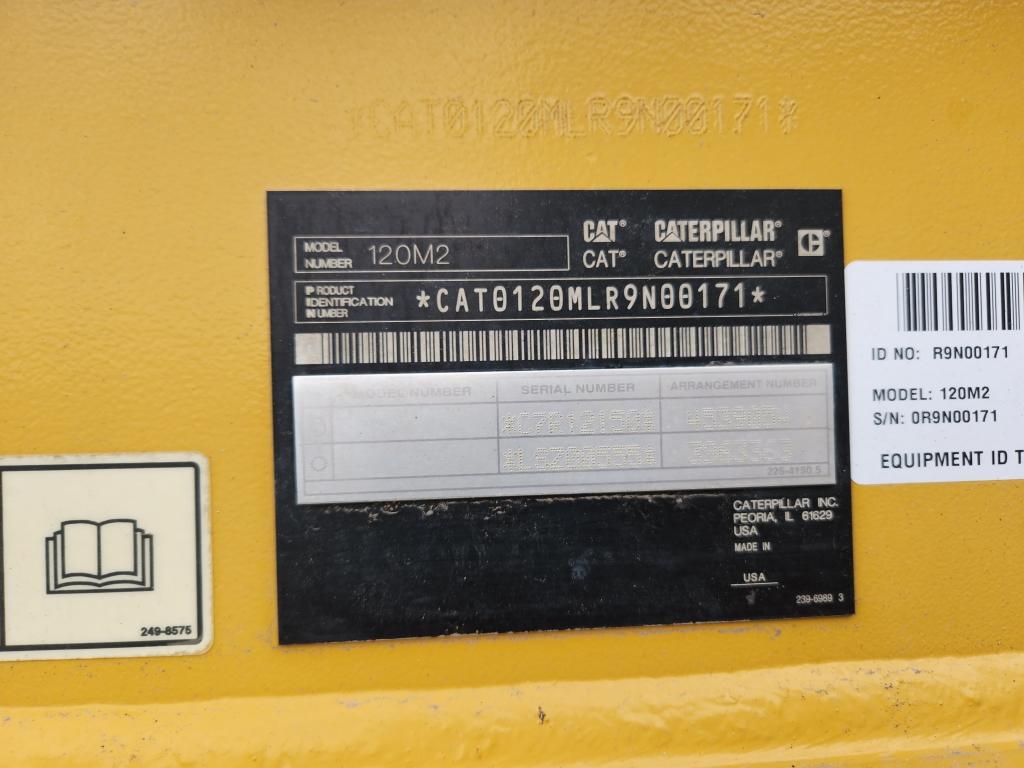 *CAT0120MLR9N00171*
CAT® CATERPILLAR®
CAT® CATERPILLAR®
MODEL NUMBER 120M2
PRODUCT IDENTIFICATION NUMBER *CAT0120MLR9N00171*
MODEL NUMBER SERIAL NUMBER ARRANGEMENT NUMBER
225-4190 5
CATERPILLAR INC.
PEORIA, IL 61629
USA
MADE IN
USA
239-6989 3
ID NO: R9N00171
MODEL: 120M2
S/N: 0R9N00171
EQUIPMENT ID T
249-8575